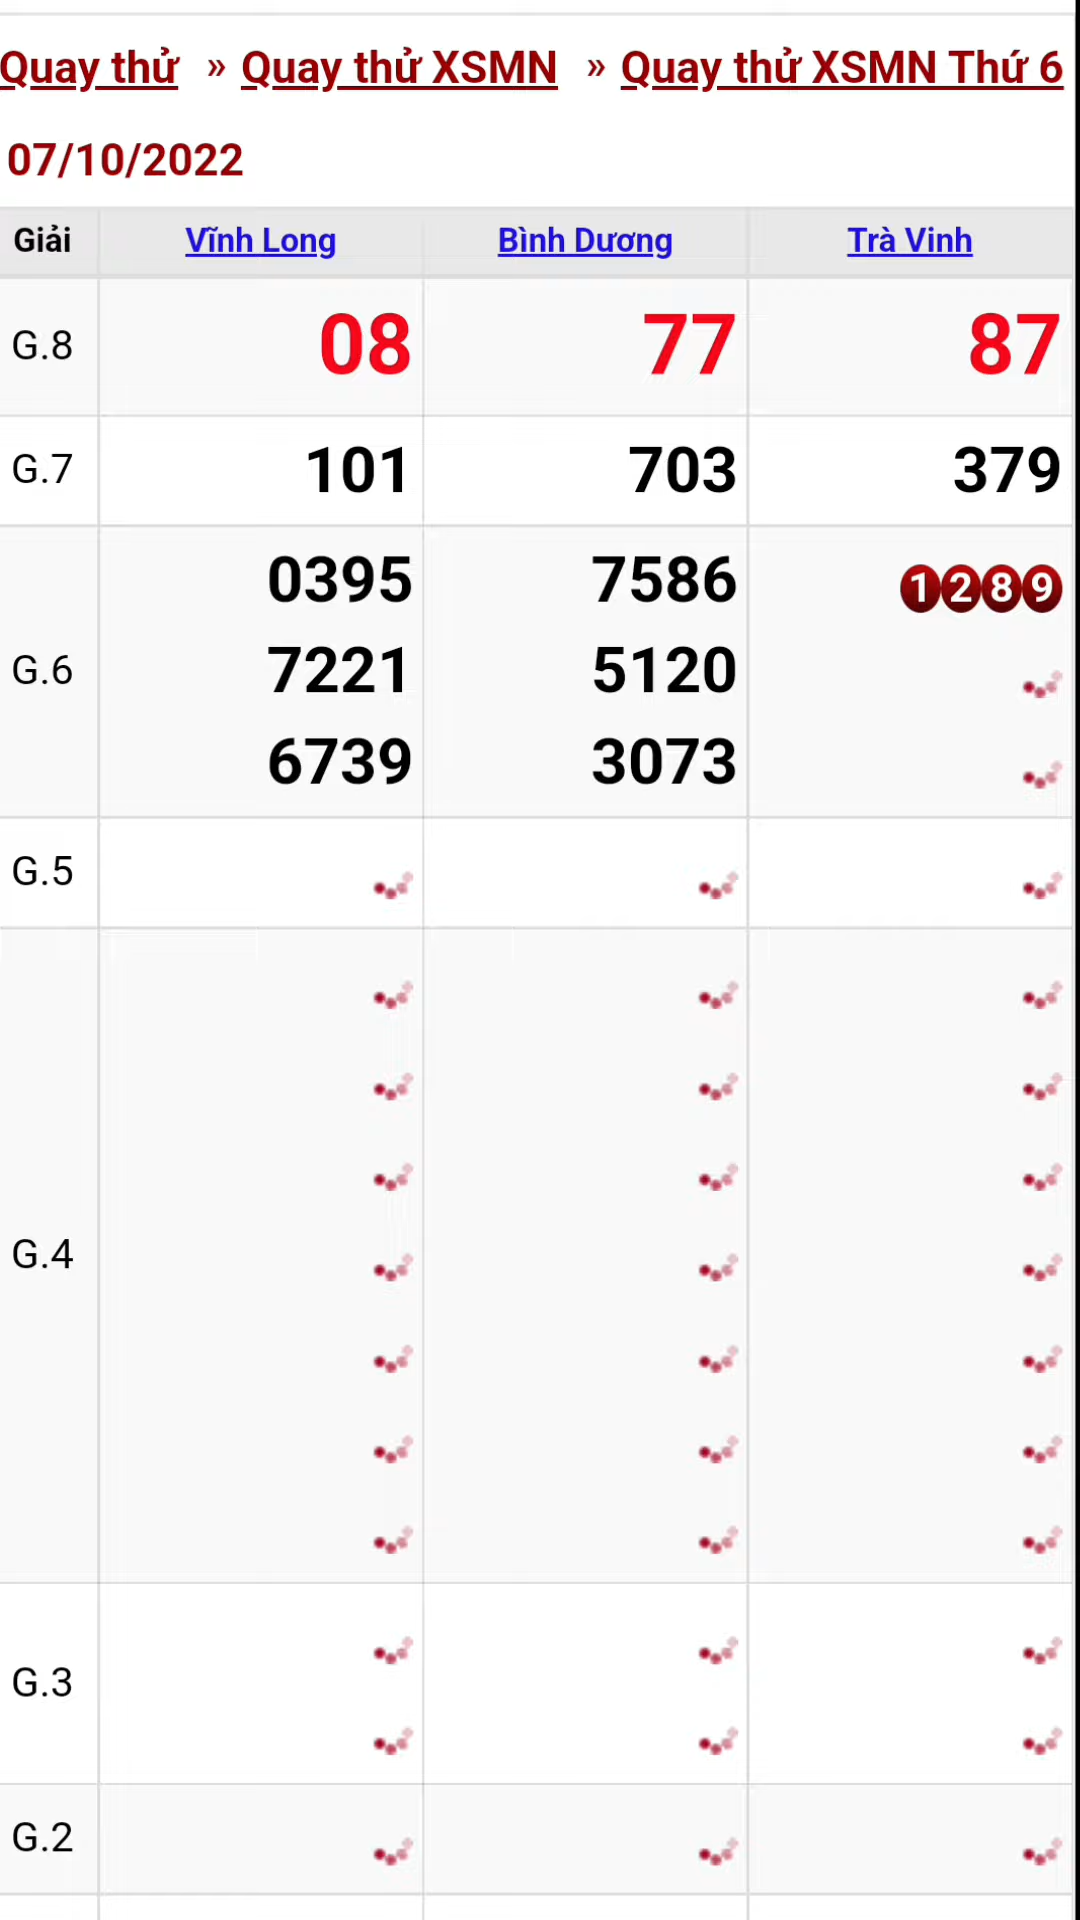 Quay thử » Quay thử XSMN » Quay thử XSMN Thứ 6
07/10/2022
Giải Vĩnh Long Bình Dương Trà Vinh
G.8 08 77 87
G.7 101 703 379
G.6 0395 7586 1289
7221 5120
6739 3073
G.5
G.4
G.3
G.2